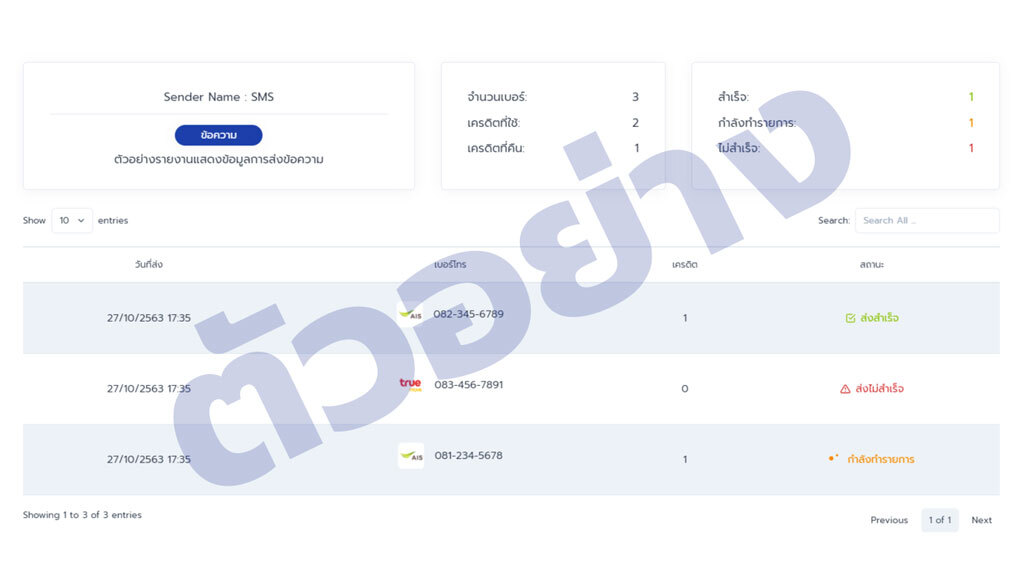 Sender Name : SMS
ข้อความ
ตัวอย่างรายงานแสดงข้อมูลการส่งข้อความ
จำนวนเบอร์: 3
เครดิตที่ใช้: 2
เครดิตที่คืน: 1
สำเร็จ: 1
กำลังทำรายการ: 1
ไม่สำเร็จ: 1
Show 10 entries
Search: Search All ...
วันที่ส่ง เบอร์โทร เครดิต สถานะ
27/10/2563 17:35 AIS 082-345-6789 1 ส่งสำเร็จ
27/10/2563 17:35 true 083-456-7891 0 ส่งไม่สำเร็จ
27/10/2563 17:35 AIS 081-234-5678 1 กำลังทำรายการ
Showing 1 to 3 of 3 entries
Previous 1 of 1 Next
ตัวอย่าง